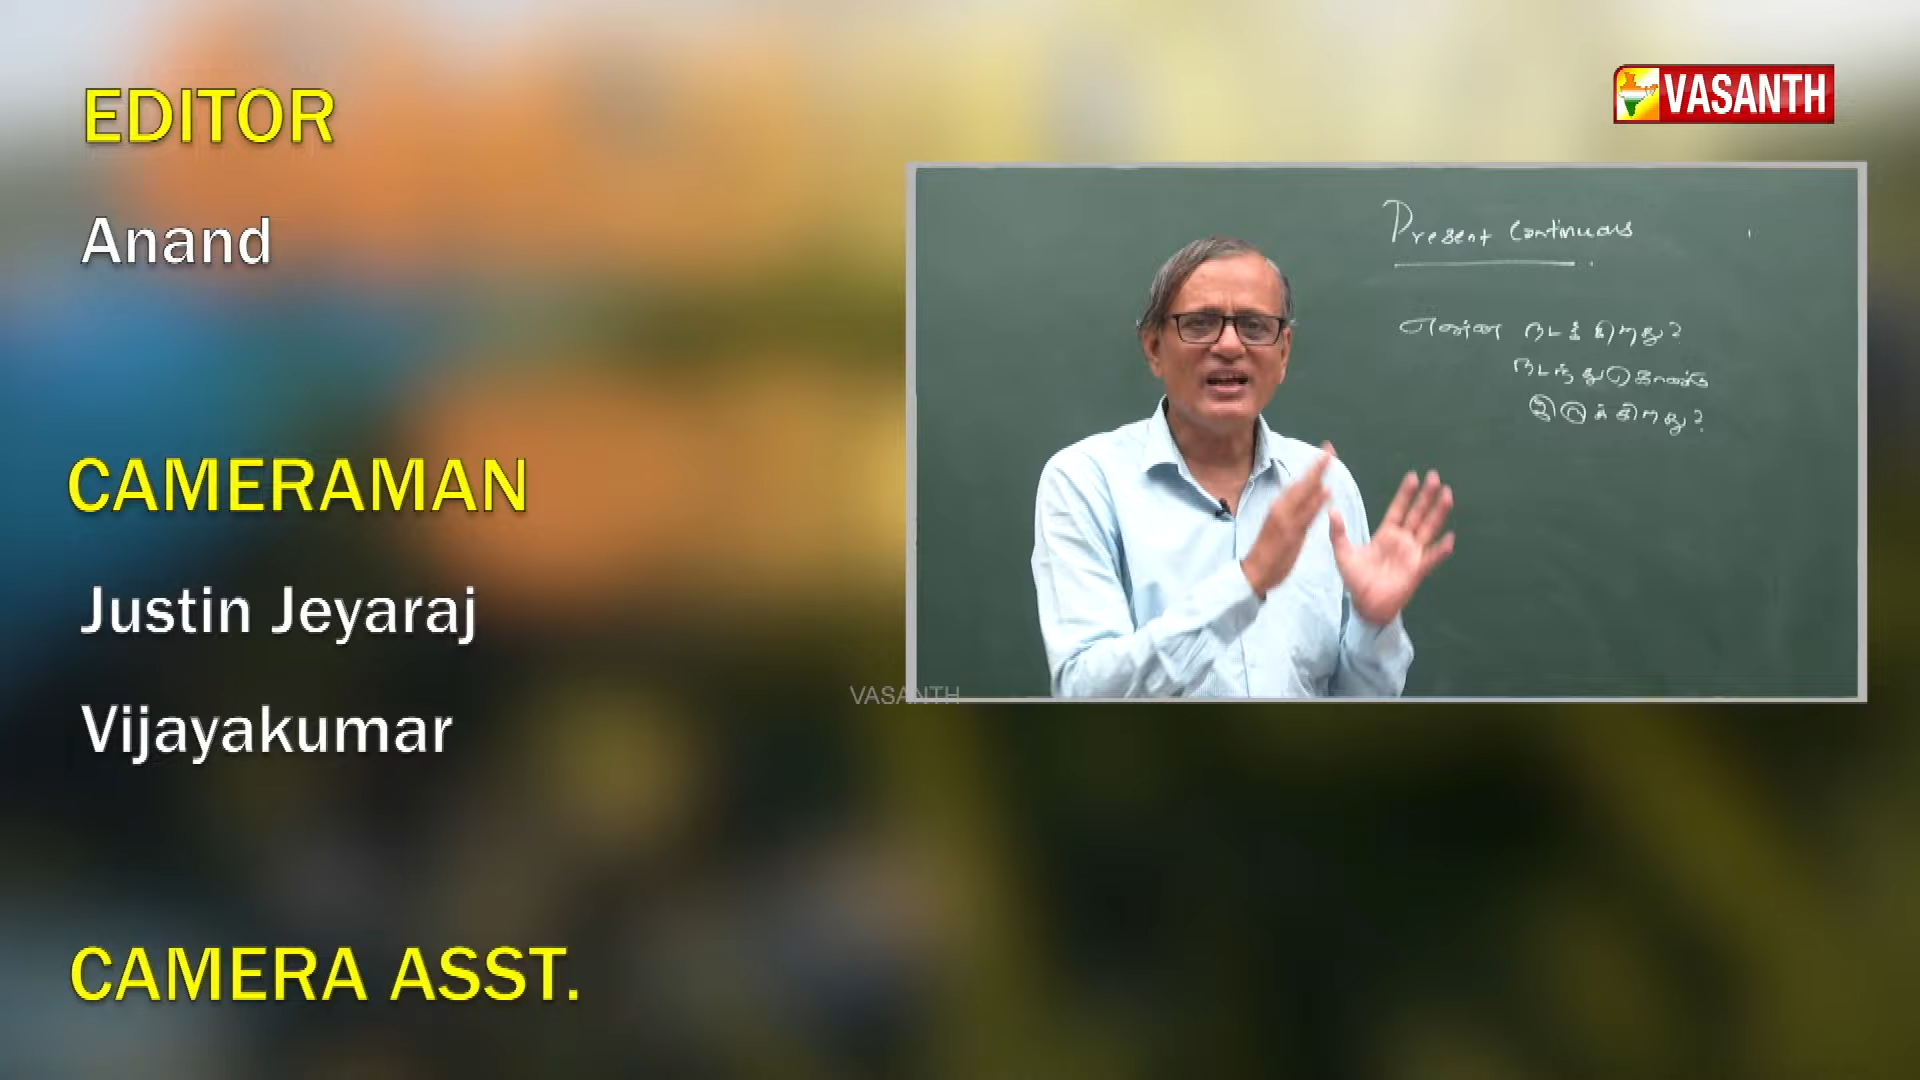 EDITOR
Anand
CAMERAMAN
Justin Jeyaraj
Vijayakumar
CAMERA ASST.
VASANTH
Present Continuous
என்ன நடக்கிறது?
நடந்துகொண்டு
இருக்கிறது?
VASANTH